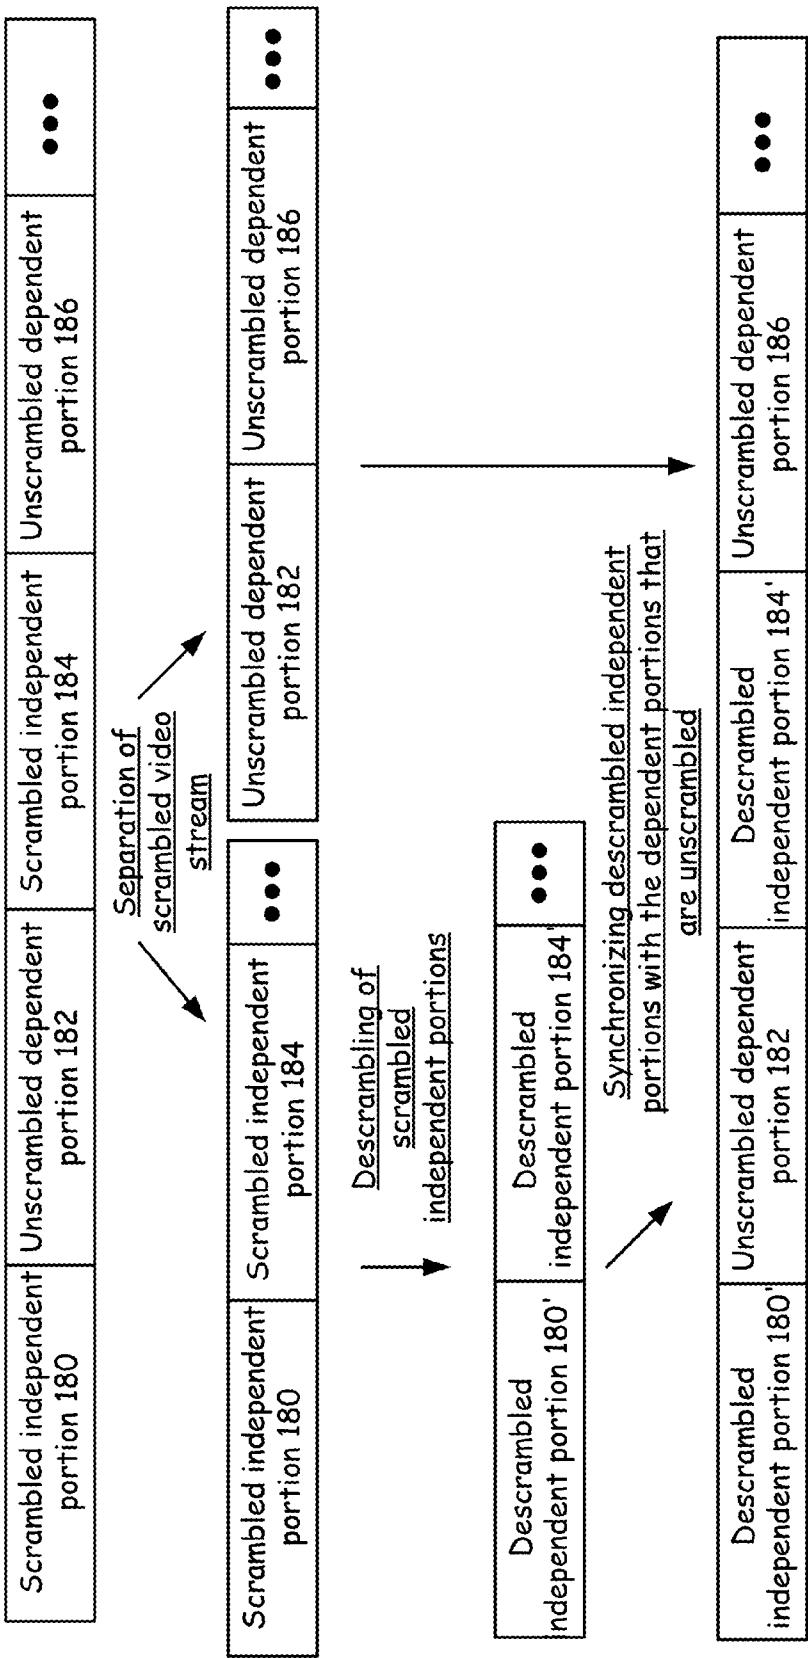 Scrambled independent
portion 180
Unscrambled dependent
portion 182
Scrambled independent
portion 184
Unscrambled dependent
portion 186
•••
Separation of
scrambled video
stream
Scrambled independent
portion 180
Scrambled independent
portion 184
•••
Unscrambled dependent
portion 182
Unscrambled dependent
portion 186
•••
Descrambling of
scrambled
independent portions
Descrambled
ndependent portion 180'
Descrambled
independent portion 184'
•••
Synchronizing descrambled independent
portions with the dependent portions that
are unscrambled
Descrambled
independent portion 180'
Unscrambled dependent
portion 182
Descrambled
independent portion 184'
Unscrambled dependent
portion 186
•••